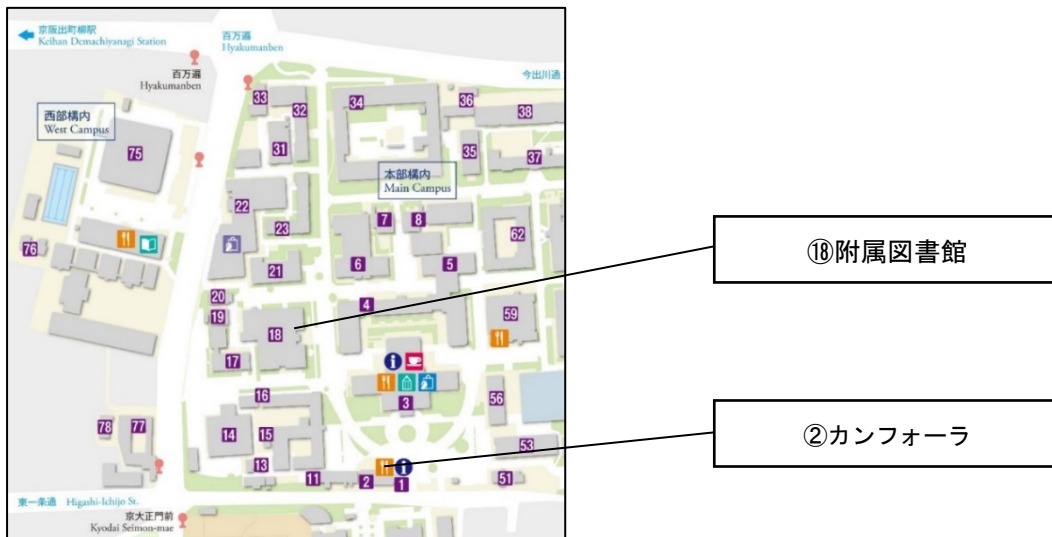 京阪出町柳駅
Keihan Demachiyanagi Station
百万遍
Hyakumanben
百万遍
Hyakumanben
今出川通
西部構内
West Campus
本部構内
Main Campus
33
32
34
36
38
31
35
37
75
22
23
7
8
62
76
21
6
5
20
19
18
4
59
17
16
3
56
78
77
14
15
13
53
11
2
1
51
東一条通 Higashi-Ichijo St.
京大正門前
Kyodai Seimon-mae
⑱附属図書館
②カンフォーラ